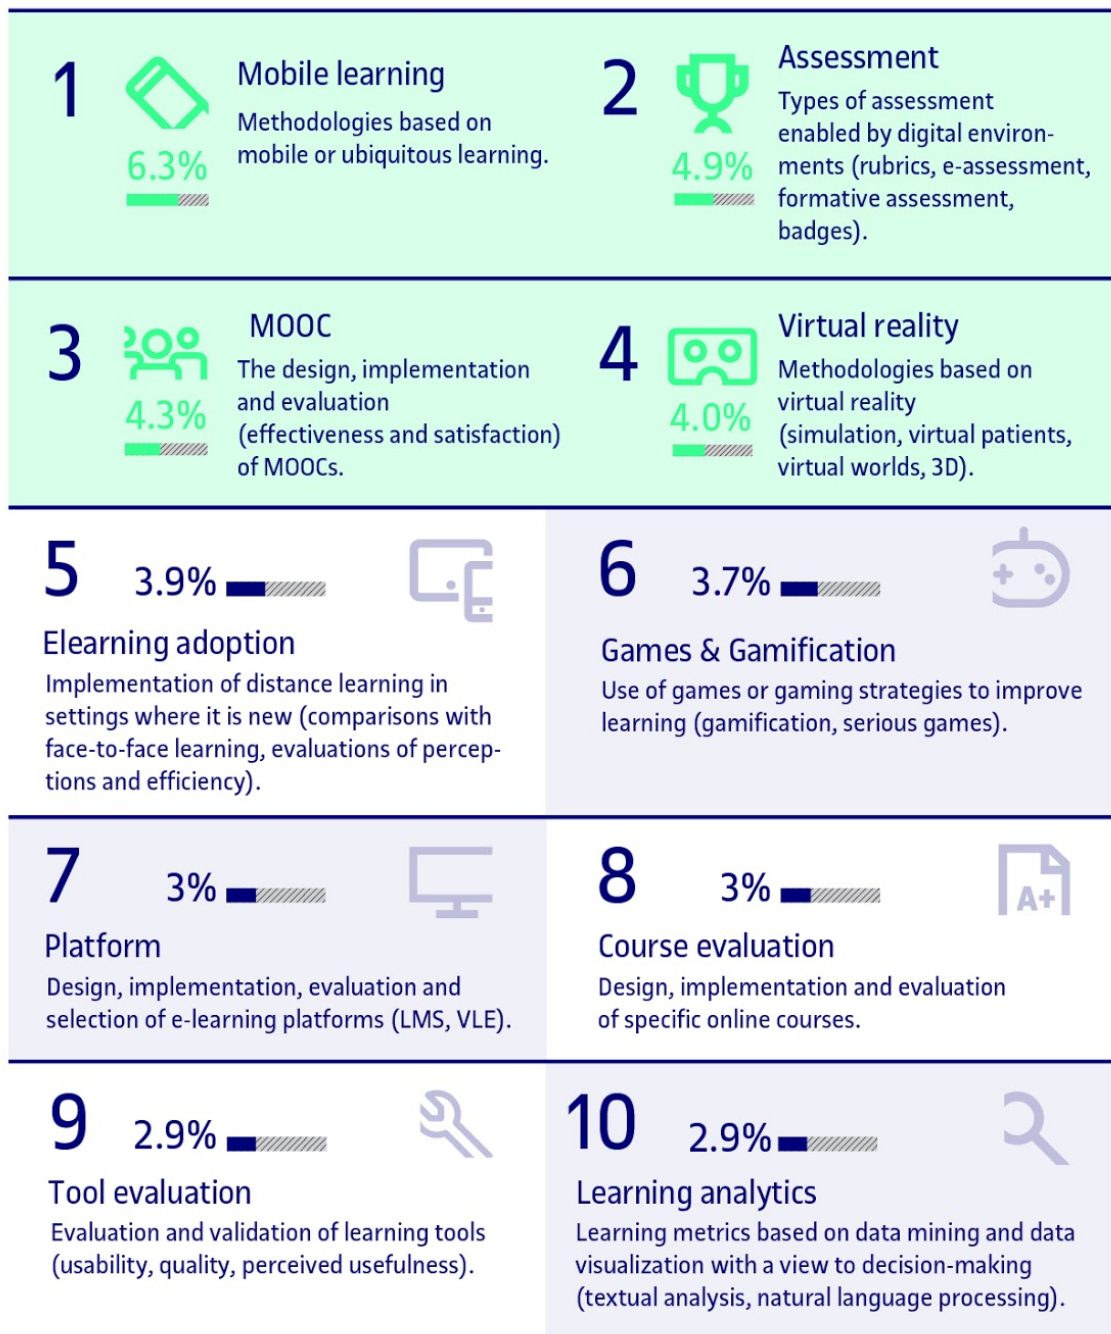 1
Mobile learning
Methodologies based on
mobile or ubiquitous learning.
6.3%
2
Assessment
Types of assessment
enabled by digital environ-
ments (rubrics, e-assessment,
formative assessment,
badges).
4.9%
3
MOOC
The design, implementation
and evaluation
(effectiveness and satisfaction)
of MOOCs.
4.3%
4
Virtual reality
Methodologies based on
virtual reality
(simulation, virtual patients,
virtual worlds, 3D).
4.0%
5
3.9%
Elearning adoption
Implementation of distance learning in
settings where it is new (comparisons with
face-to-face learning, evaluations of percep-
tions and efficiency).
6
3.7%
Games & Gamification
Use of games or gaming strategies to improve
learning (gamification, serious games).
7
3%
Platform
Design, implementation, evaluation and
selection of e-learning platforms (LMS, VLE).
8
3%
A+
Course evaluation
Design, implementation and evaluation
of specific online courses.
9
2.9%
Tool evaluation
Evaluation and validation of learning tools
(usability, quality, perceived usefulness).
10
2.9%
Learning analytics
Learning metrics based on data mining and data
visualization with a view to decision-making
(textual analysis, natural language processing).